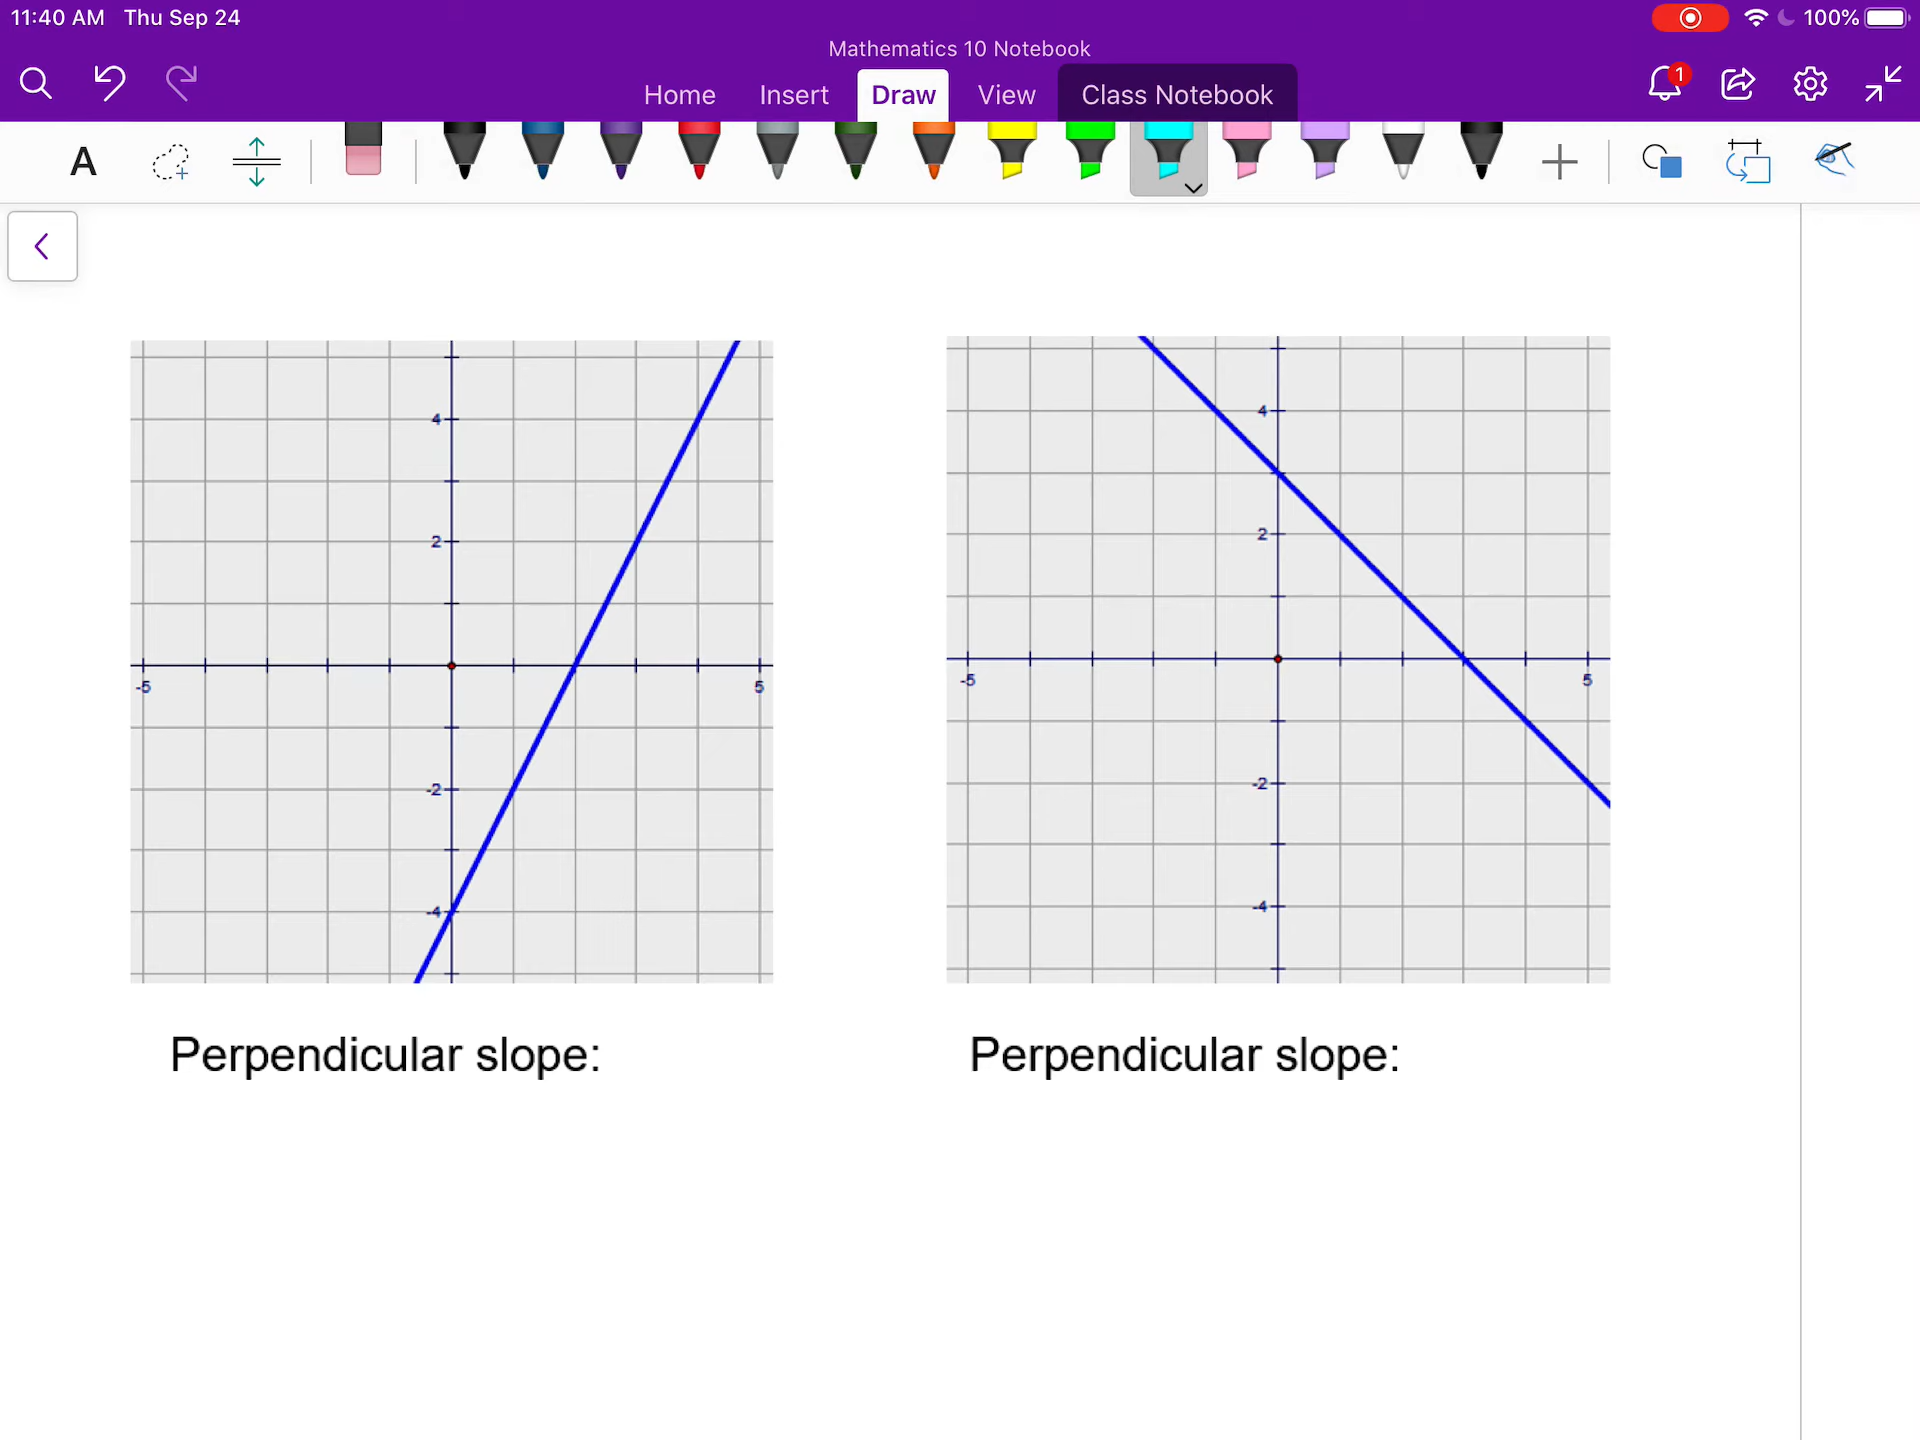 11:40 AM Thu Sep 24
100%
Mathematics 10 Notebook
Home Insert Draw View Class Notebook
1
A
4
2
-5 5
-2
-4
4
2
-5 5
-2
-4
Perpendicular slope:
Perpendicular slope: